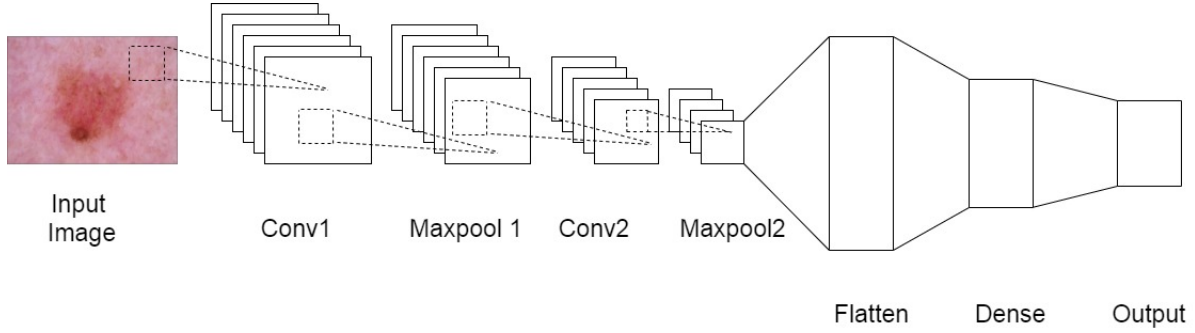 Input
Image
Conv1
Maxpool 1
Conv2
Maxpool2
Flatten
Dense
Output